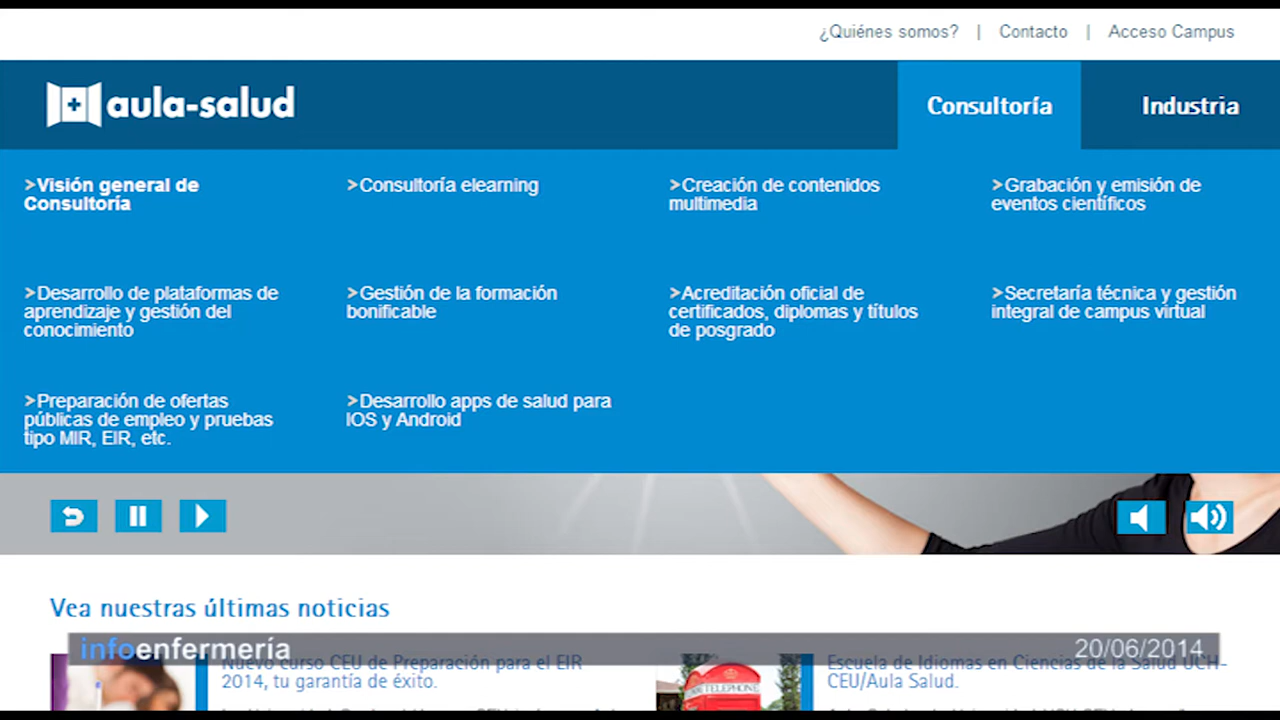 ¿Quiénes somos? | Contacto | Acceso Campus
aula-salud
Consultoría
Industria
>Visión general de
Consultoría
>Consultoría elearning
>Creación de contenidos
multimedia
>Grabación y emisión de
eventos científicos
>Desarrollo de plataformas de
aprendizaje y gestión del
conocimiento
>Gestión de la formación
bonificable
>Acreditación oficial de
certificados, diplomas y títulos
de posgrado
>Secretaría técnica y gestión
integral de campus virtual
>Preparación de ofertas
públicas de empleo y pruebas
tipo MIR, EIR, etc.
>Desarrollo apps de salud para
IOS y Android
Vea nuestras últimas noticias
infoenfermería
20/06/2014
Nuevo curso CEU de Preparación para el EIR
2014, tu garantía de éxito.
TELEPHONE
Escuela de Idiomas en Ciencias de la Salud UCH-
CEU/Aula Salud.